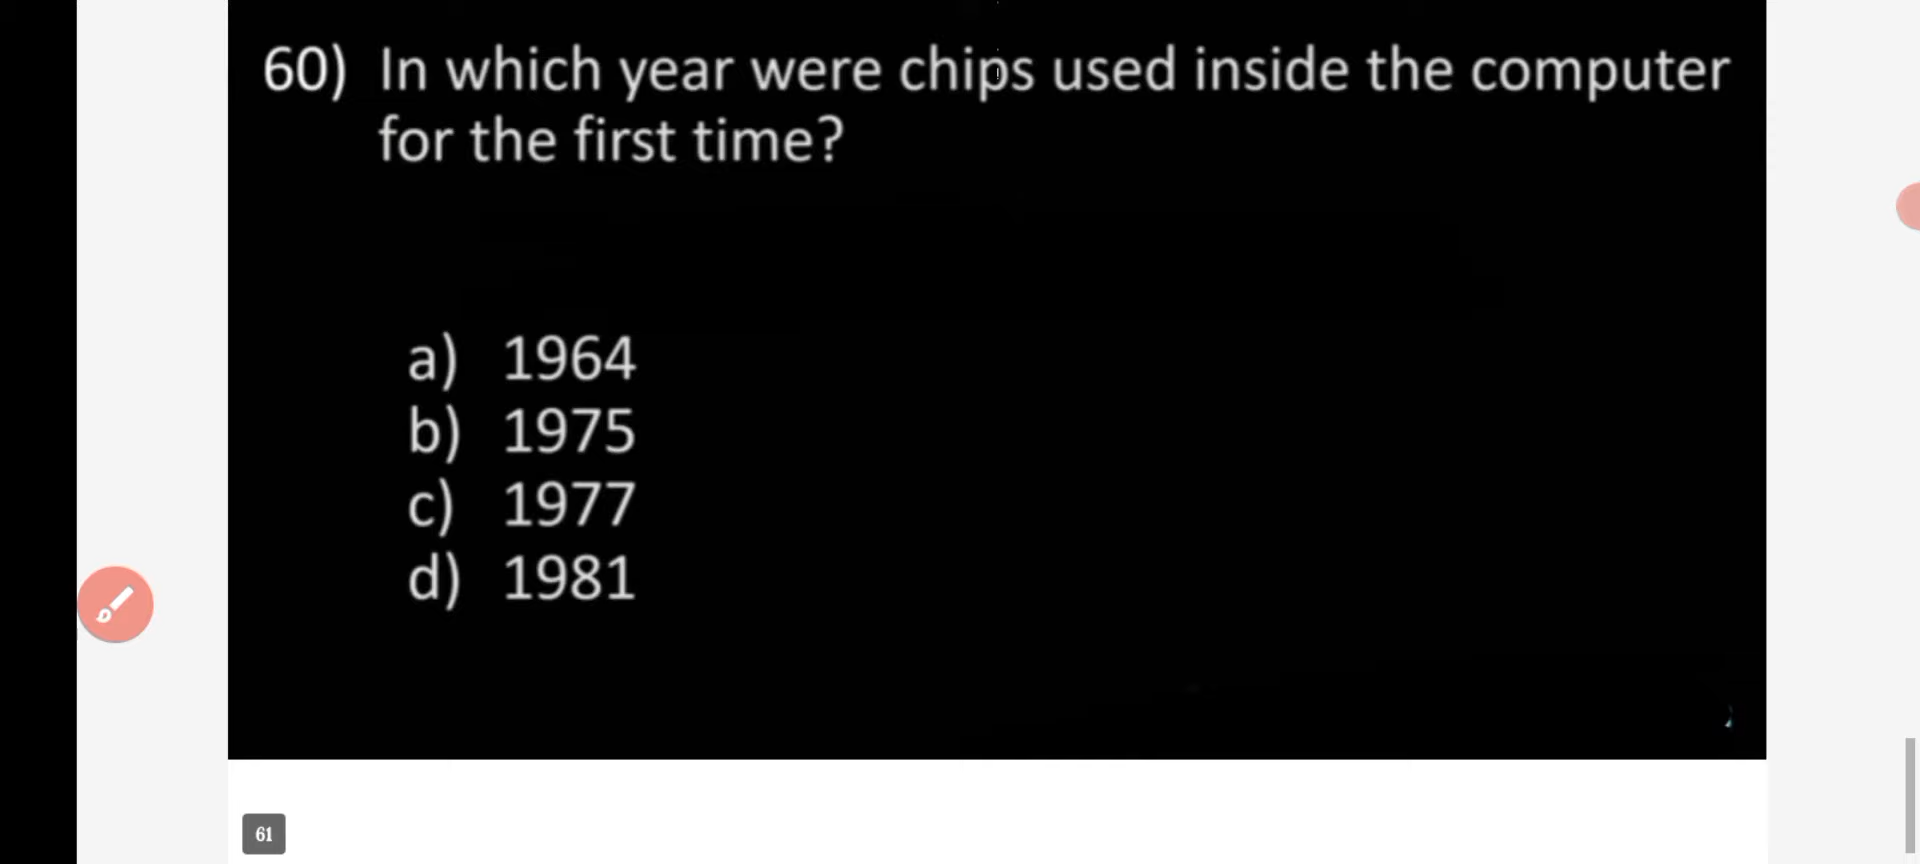 60) In which year were chips used inside the computer
for the first time?
a) 1964
b) 1975
c) 1977
d) 1981
61